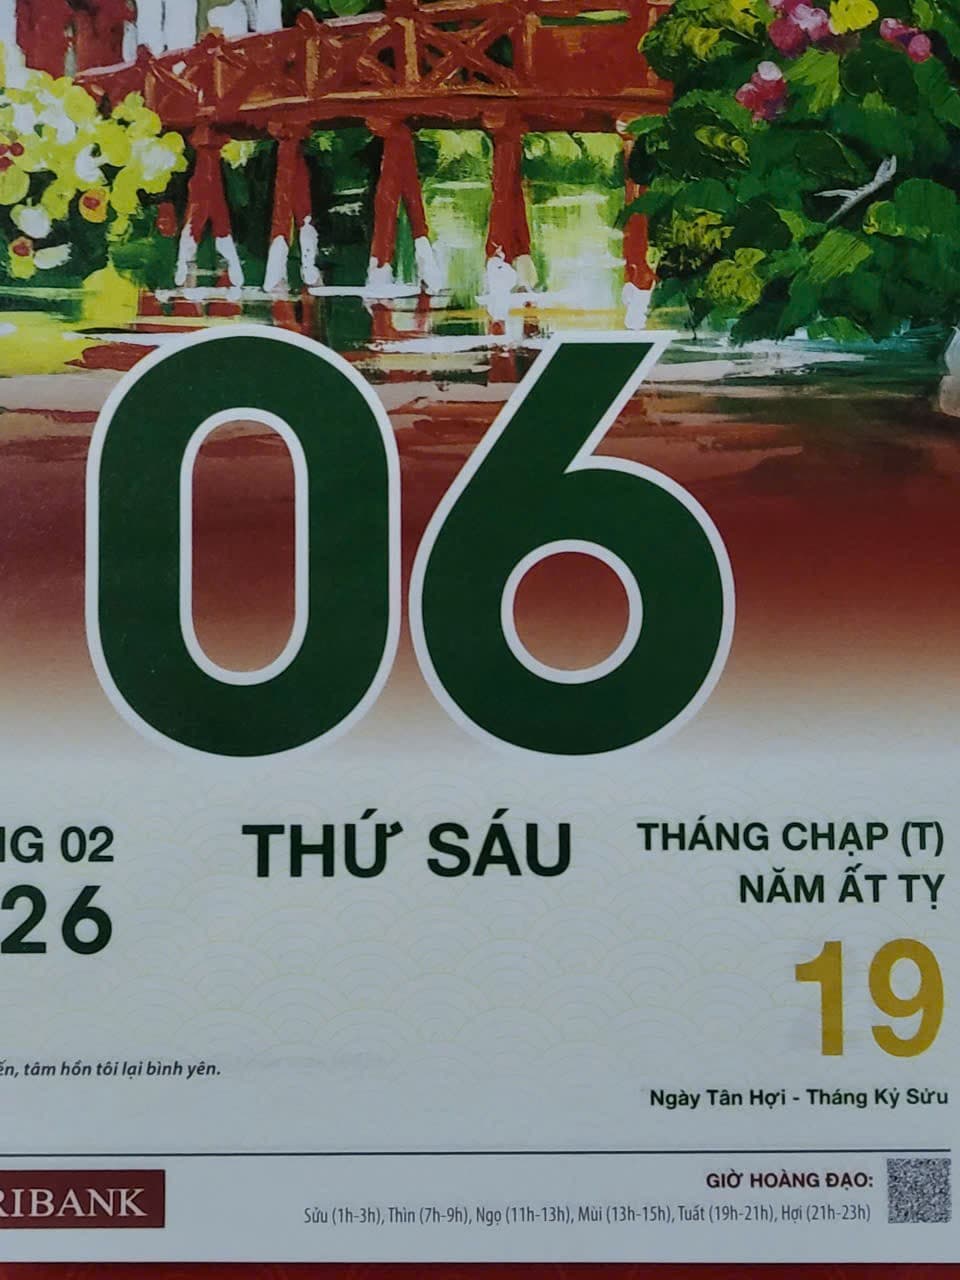 06
NG 02
26
THỨ SÁU
THÁNG CHẠP (T)
NĂM ẤT TỴ
19
Ngày Tân Hợi - Tháng Kỷ Sửu
ến, tâm hồn tôi lại bình yên.
RIBANK
GIỜ HOÀNG ĐẠO:
Sửu (1h-3h), Thìn (7h-9h), Ngọ (11h-13h), Mùi (13h-15h), Tuất (19h-21h), Hợi (21h-23h)